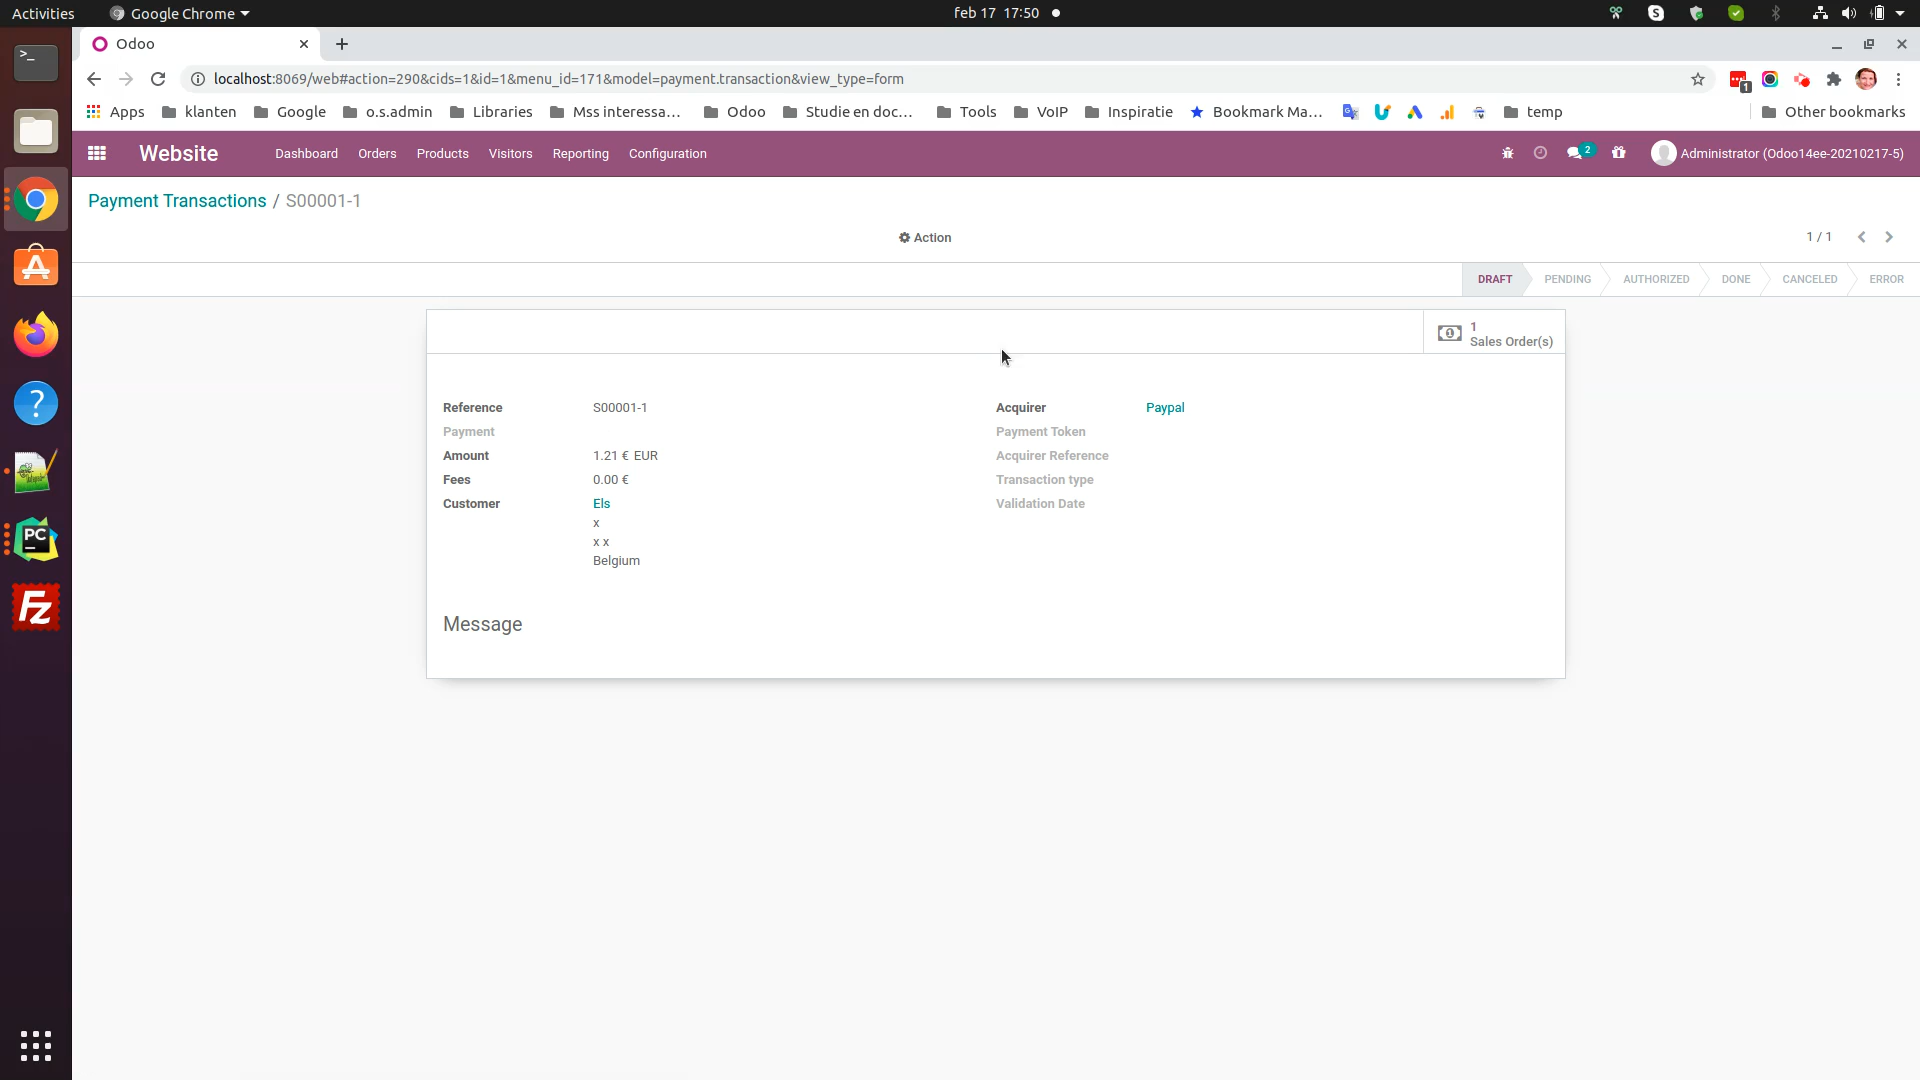 Activities Google Chrome feb 17 17:50
Odoo
localhost:8069/web#action=290&cids=1&id=1&menu_id=171&model=payment.transaction&view_type=form 1
Apps klanten Google o.s.admin Libraries Mss interessa... Odoo Studie en doc... Tools VoIP Inspiratie Bookmark Ma... temp Other bookmarks
Website Dashboard Orders Products Visitors Reporting Configuration 2 Administrator (Odoo14ee-20210217-5)
Payment Transactions / S00001-1
Action 1 / 1
DRAFT PENDING AUTHORIZED DONE CANCELED ERROR
1
Sales Order(s)
Reference S00001-1 Acquirer Paypal
Payment Payment Token
Amount 1.21 € EUR Acquirer Reference
Fees 0.00 € Transaction type
Customer Els Validation Date
x
x x
Belgium
Message